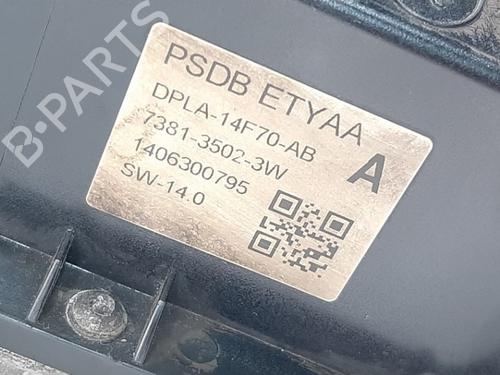 B-PARTS
PSDB ETYAA
DPLA-14F70-AB
7381-3502-3W
1406300795
SW-14.0
A